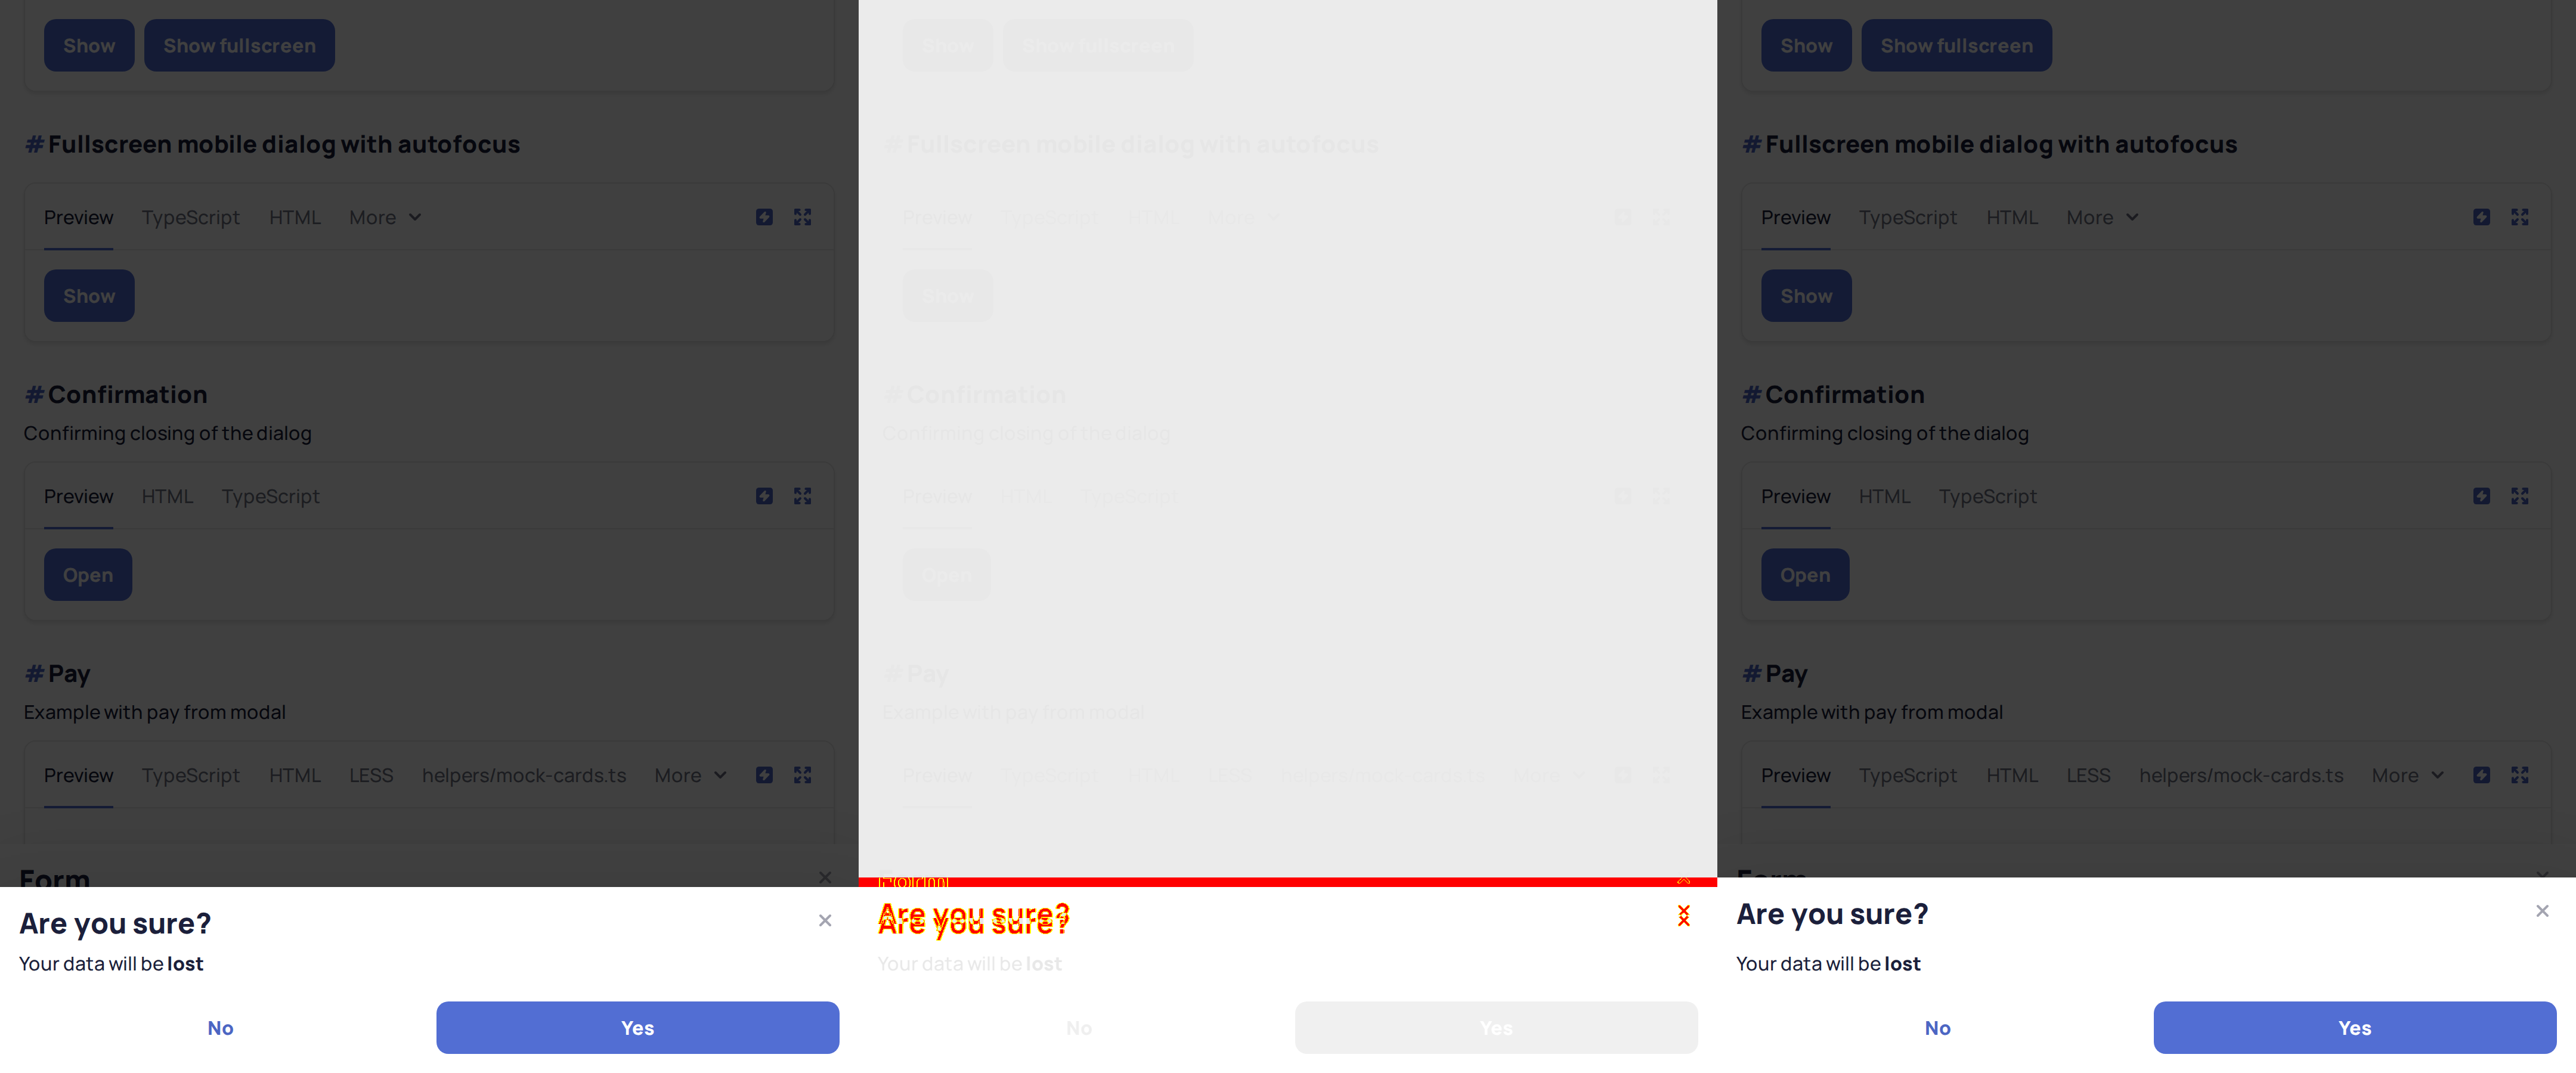 Show Show fullscreen
#Fullscreen mobile dialog with autofocus
Preview TypeScript HTML More
Show
#Confirmation
Confirming closing of the dialog
Preview HTML TypeScript
Open
#Pay
Example with pay from modal
Preview TypeScript HTML LESS helpers/mock-cards.ts More
Form
Are you sure?
Your data will be lost
No Yes
Show Show fullscreen
#Fullscreen mobile dialog with autofocus
Preview TypeScript HTML More
Show
#Confirmation
Confirming closing of the dialog
Preview HTML TypeScript
Open
#Pay
Example with pay from modal
Preview TypeScript HTML LESS helpers/mock-cards.ts More
Form
Are you sure?
Your data will be lost
No Yes
Show Show fullscreen
#Fullscreen mobile dialog with autofocus
Preview TypeScript HTML More
Show
#Confirmation
Confirming closing of the dialog
Preview HTML TypeScript
Open
#Pay
Example with pay from modal
Preview TypeScript HTML LESS helpers/mock-cards.ts More
Form
Are you sure?
Your data will be lost
No Yes